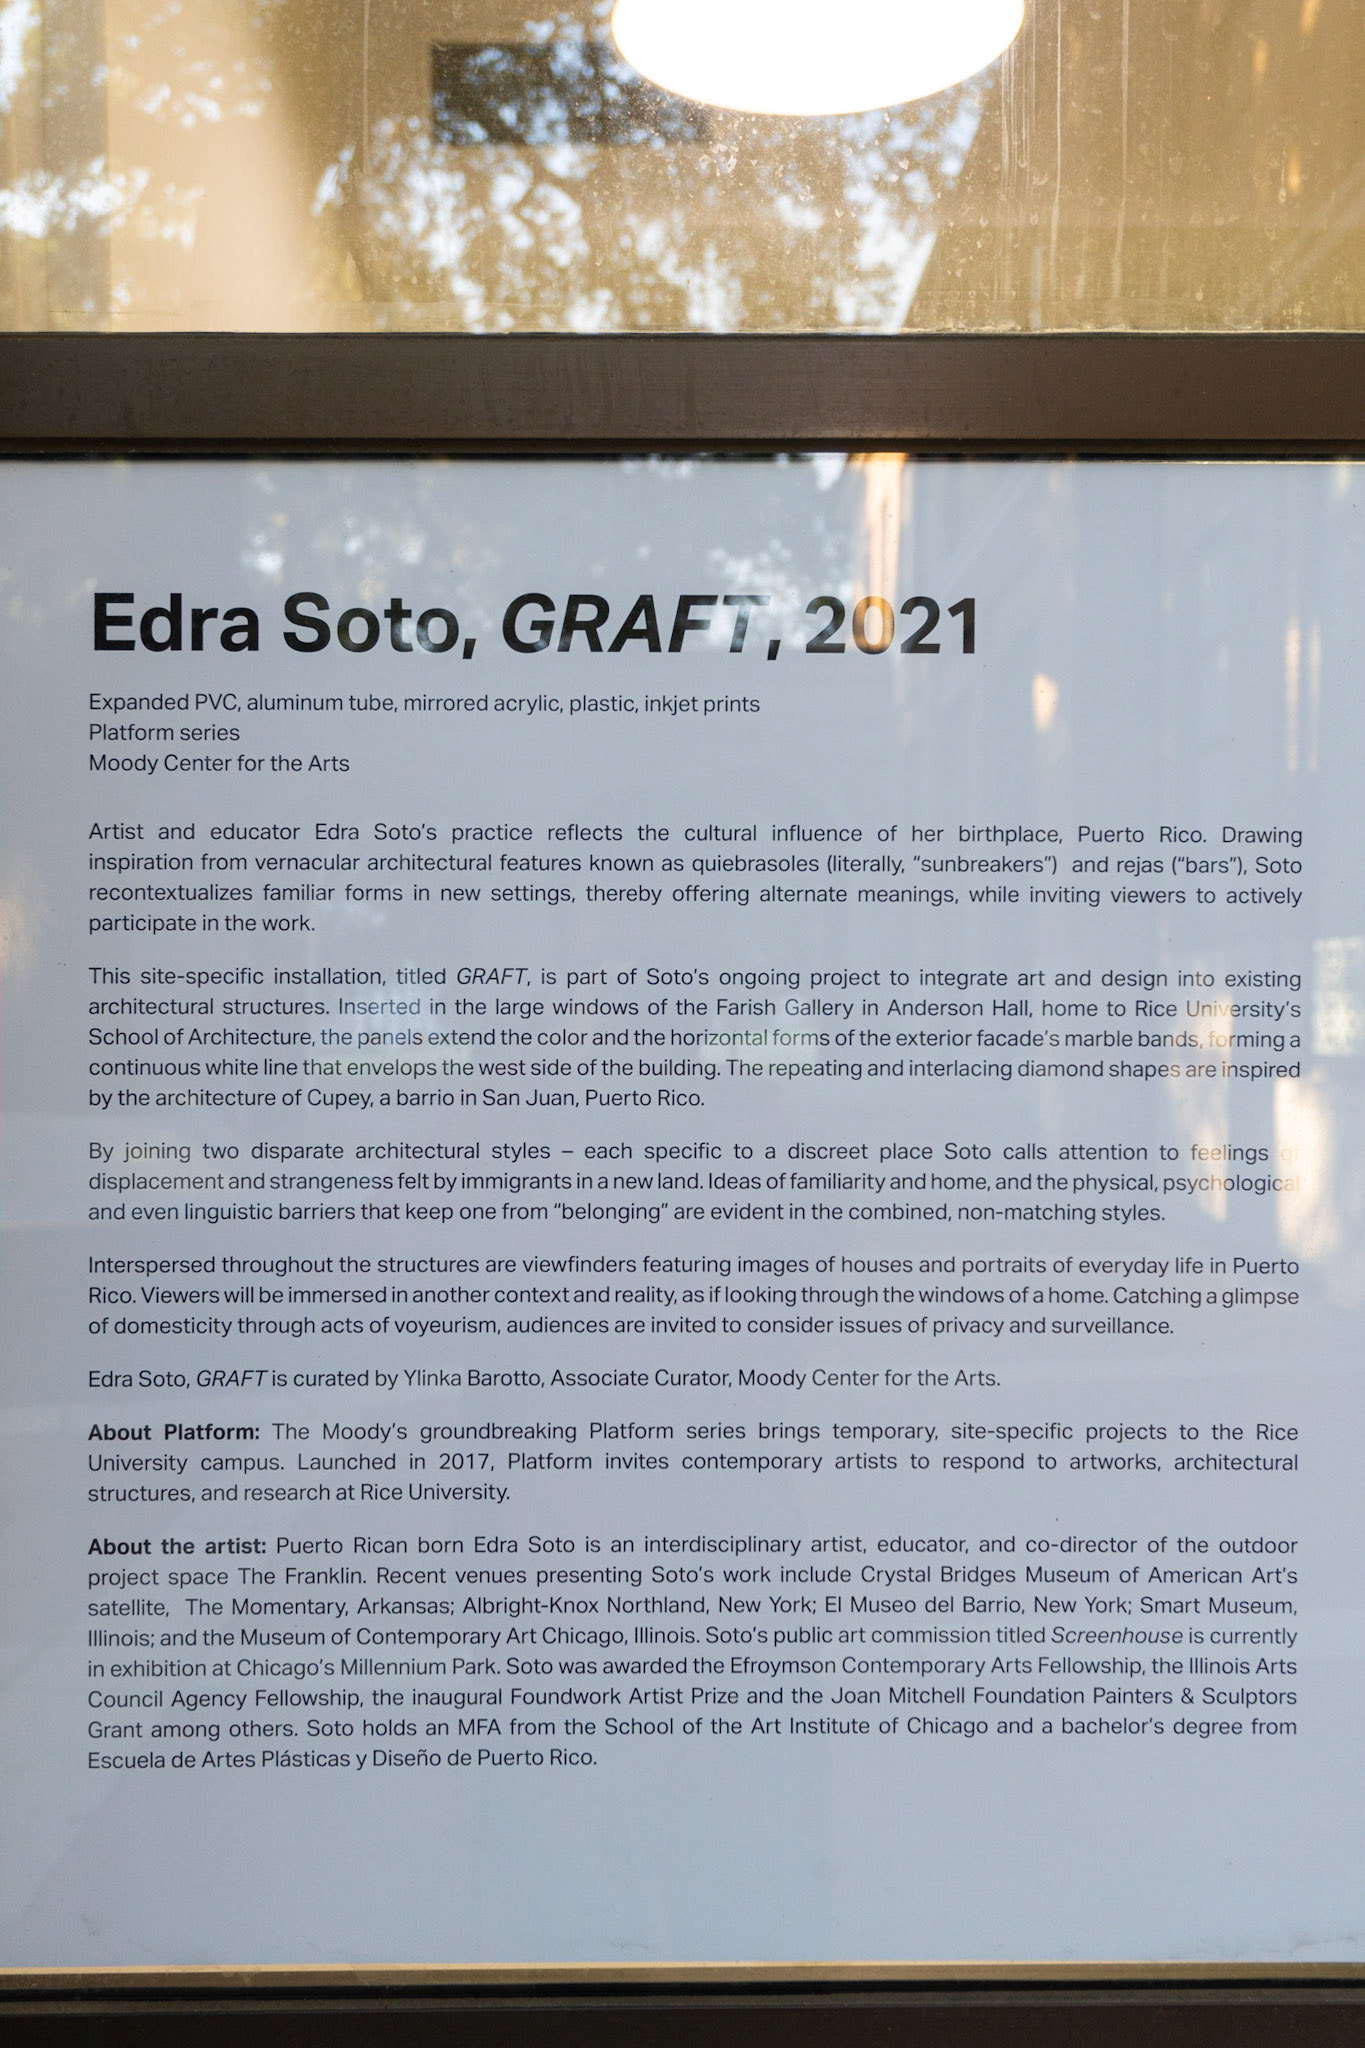 Edra Soto, GRAFT, 2021
Expanded PVC, aluminum tube, mirrored acrylic, plastic, inkjet prints
Platform series
Moody Center for the Arts
Artist and educator Edra Soto’s practice reflects the cultural influence of her birthplace, Puerto Rico. Drawing
inspiration from vernacular architectural features known as quiebrasoles (literally, “sunbreakers”) and rejas (“bars”), Soto
recontextualizes familiar forms in new settings, thereby offering alternate meanings, while inviting viewers to actively
participate in the work.
This site-specific installation, titled GRAFT, is part of Soto’s ongoing project to integrate art and design into existing
architectural structures. Inserted in the large windows of the Farish Gallery in Anderson Hall, home to Rice University’s
School of Architecture, the panels extend the color and the horizontal forms of the exterior facade’s marble bands, forming a
continuous white line that envelops the west side of the building. The repeating and interlacing diamond shapes are inspired
by the architecture of Cupey, a barrio in San Juan, Puerto Rico.
By joining two disparate architectural styles – each specific to a discreet place Soto calls attention to feelings of
displacement and strangeness felt by immigrants in a new land. Ideas of familiarity and home, and the physical, psychological
and even linguistic barriers that keep one from “belonging” are evident in the combined, non-matching styles.
Interspersed throughout the structures are viewfinders featuring images of houses and portraits of everyday life in Puerto
Rico. Viewers will be immersed in another context and reality, as if looking through the windows of a home. Catching a glimpse
of domesticity through acts of voyeurism, audiences are invited to consider issues of privacy and surveillance.
Edra Soto, GRAFT is curated by Ylinka Barotto, Associate Curator, Moody Center for the Arts.
About Platform: The Moody’s groundbreaking Platform series brings temporary, site-specific projects to the Rice
University campus. Launched in 2017, Platform invites contemporary artists to respond to artworks, architectural
structures, and research at Rice University.
About the artist: Puerto Rican born Edra Soto is an interdisciplinary artist, educator, and co-director of the outdoor
project space The Franklin. Recent venues presenting Soto’s work include Crystal Bridges Museum of American Art’s
satellite, The Momentary, Arkansas; Albright-Knox Northland, New York; El Museo del Barrio, New York; Smart Museum,
Illinois; and the Museum of Contemporary Art Chicago, Illinois. Soto’s public art commission titled Screenhouse is currently
in exhibition at Chicago’s Millennium Park. Soto was awarded the Efroymson Contemporary Arts Fellowship, the Illinois Arts
Council Agency Fellowship, the inaugural Foundwork Artist Prize and the Joan Mitchell Foundation Painters & Sculptors
Grant among others. Soto holds an MFA from the School of the Art Institute of Chicago and a bachelor’s degree from
Escuela de Artes Plásticas y Diseño de Puerto Rico.